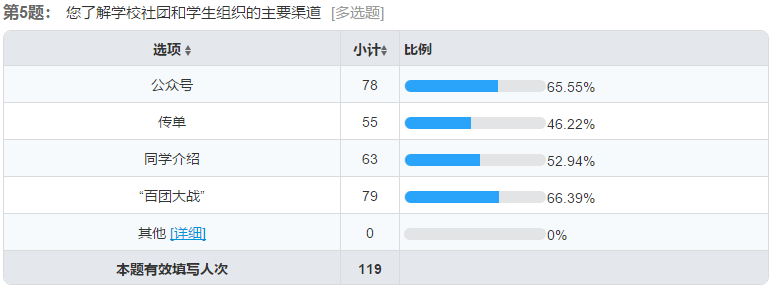 第5题： 您了解学校社团和学生组织的主要渠道 [多选题]
选项 小计 比例
公众号 78 65.55%
传单 55 46.22%
同学介绍 63 52.94%
“百团大战” 79 66.39%
其他 [详细] 0 0%
本题有效填写人次 119